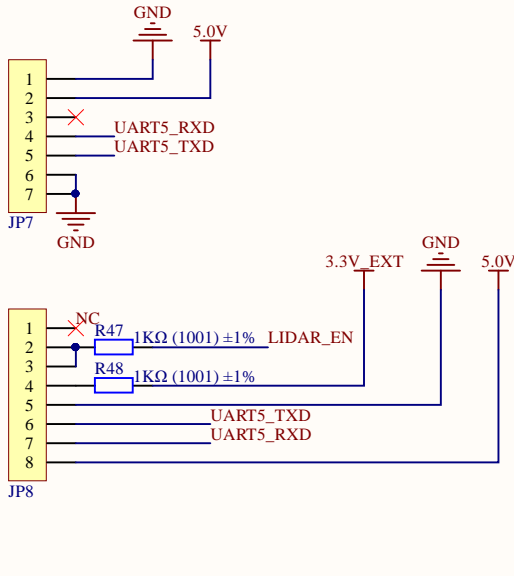 GND
5.0V
1
2
3
4 UART5_RXD
5 UART5_TXD
6
7
JP7
GND
3.3V_EXT GND 5.0V
1 NC
2 R47 1KΩ (1001) ±1% LIDAR_EN
3
4 R48 1KΩ (1001) ±1%
5
6 UART5_TXD
7 UART5_RXD
8
JP8